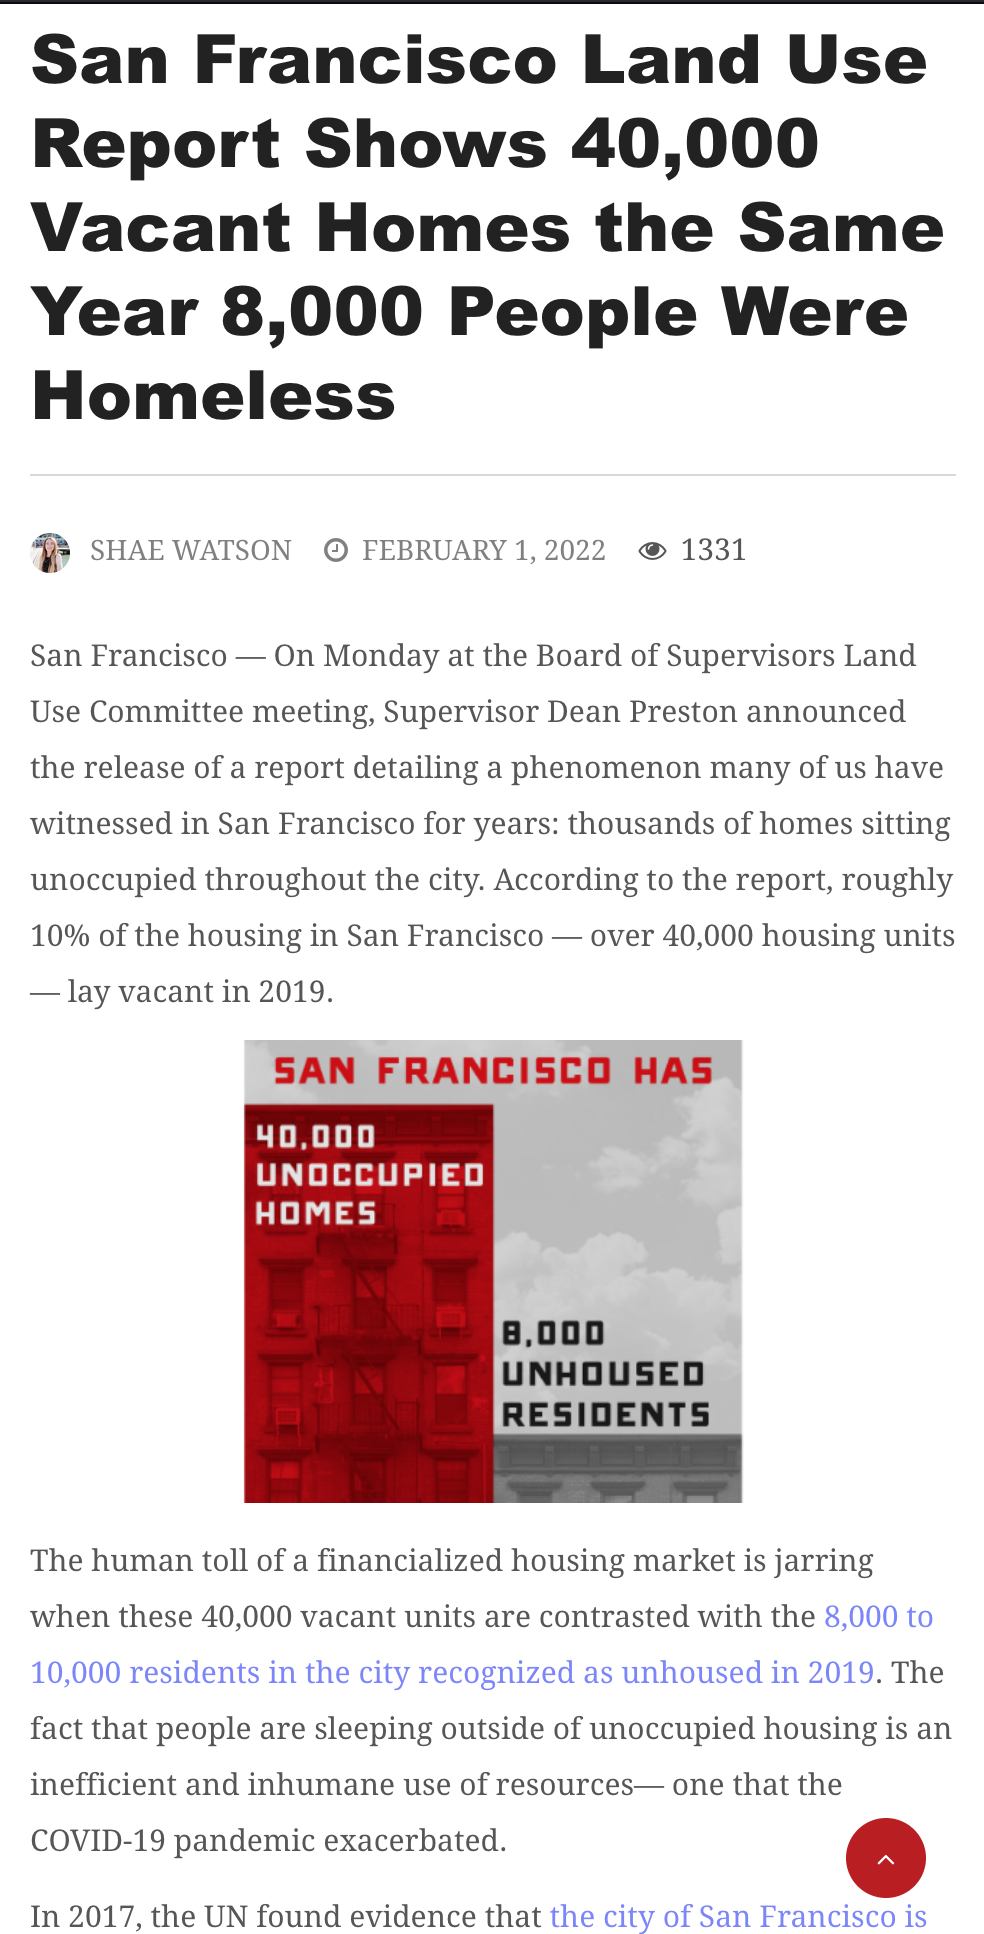 San Francisco Land Use
Report Shows 40,000
Vacant Homes the Same
Year 8,000 People Were
Homeless
SHAE WATSON FEBRUARY 1, 2022 1331
San Francisco — On Monday at the Board of Supervisors Land
Use Committee meeting, Supervisor Dean Preston announced
the release of a report detailing a phenomenon many of us have
witnessed in San Francisco for years: thousands of homes sitting
unoccupied throughout the city. According to the report, roughly
10% of the housing in San Francisco — over 40,000 housing units
— lay vacant in 2019.
SAN FRANCISCO HAS
40,000
UNOCCUPIED
HOMES
8,000
UNHOUSED
RESIDENTS
The human toll of a financialized housing market is jarring
when these 40,000 vacant units are contrasted with the 8,000 to
10,000 residents in the city recognized as unhoused in 2019. The
fact that people are sleeping outside of unoccupied housing is an
inefficient and inhumane use of resources— one that the
COVID-19 pandemic exacerbated.
In 2017, the UN found evidence that the city of San Francisco is